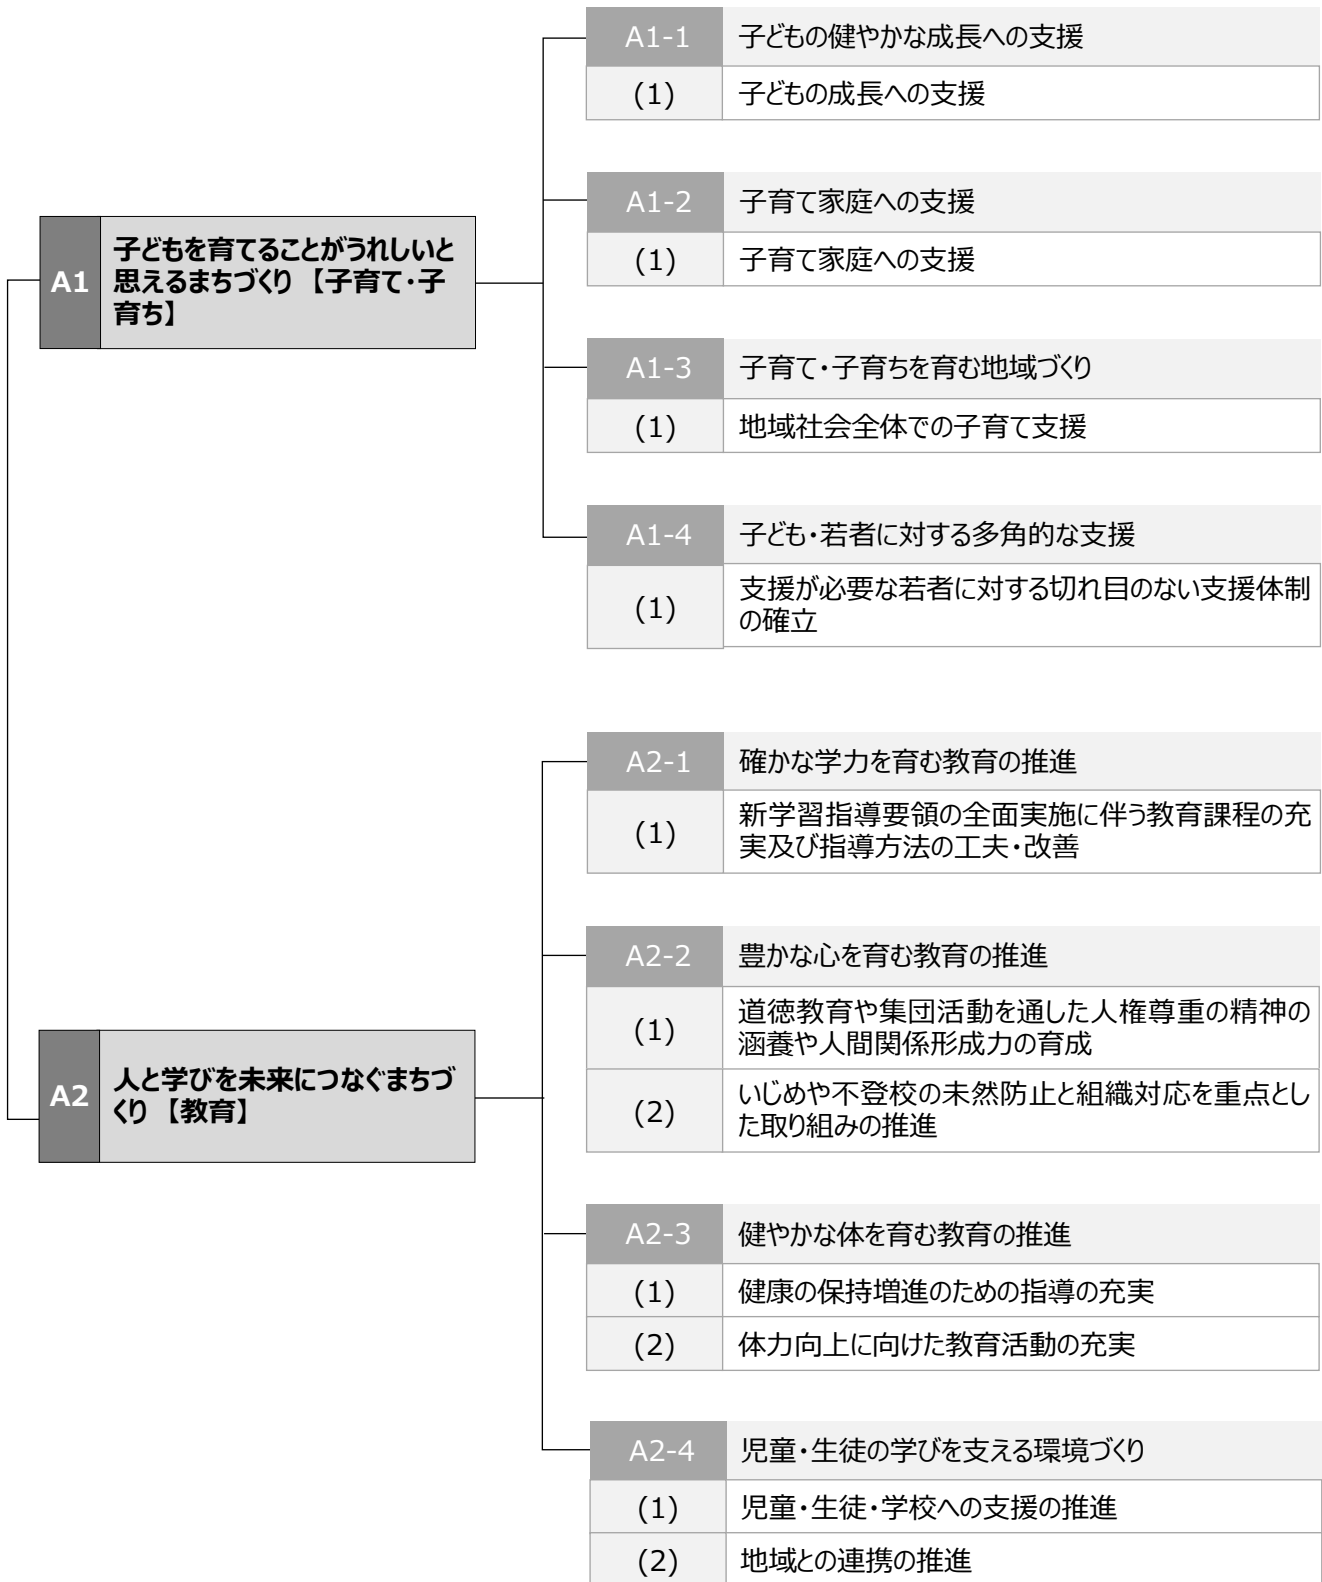 A1-1 子どもの健やかな成長への支援
(1) 子どもの成長への支援
A1-2 子育て家庭への支援
(1) 子育て家庭への支援
A1
子どもを育てることがうれしいと
思えるまちづくり 【子育て・子
育ち】
A1-3 子育て・子育ちを育む地域づくり
(1) 地域社会全体での子育て支援
A1-4 子ども・若者に対する多角的な支援
(1) 支援が必要な若者に対する切れ目のない支援体制
の確立
A2-1 確かな学力を育む教育の推進
(1) 新学習指導要領の全面実施に伴う教育課程の充
実及び指導方法の工夫・改善
A2-2 豊かな心を育む教育の推進
(1) 道徳教育や集団活動を通した人権尊重の精神の
涵養や人間関係形成力の育成
A2
人と学びを未来につなぐまちづ
くり 【教育】
(2) いじめや不登校の未然防止と組織対応を重点とし
た取り組みの推進
A2-3 健やかな体を育む教育の推進
(1) 健康の保持増進のための指導の充実
(2) 体力向上に向けた教育活動の充実
A2-4 児童・生徒の学びを支える環境づくり
(1) 児童・生徒・学校への支援の推進
(2) 地域との連携の推進